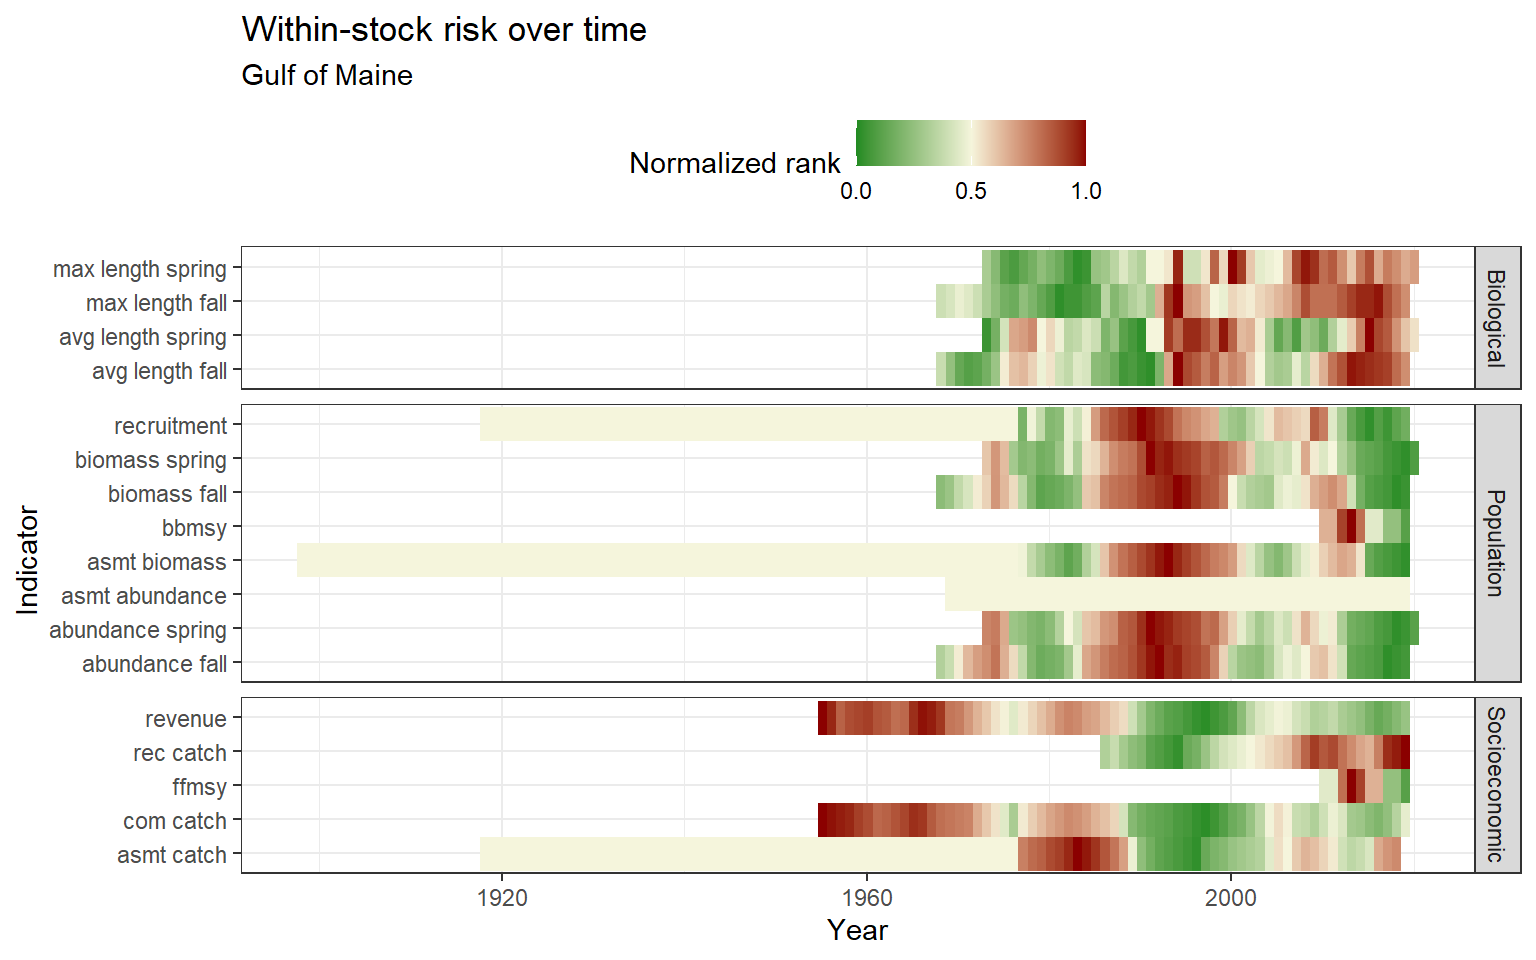 Within-stock risk over time
Gulf of Maine
Normalized rank
0.0 0.5 1.0
max length spring
max length fall
avg length spring
avg length fall
Biological
recruitment
biomass spring
biomass fall
bbmsy
asmt biomass
asmt abundance
abundance spring
abundance fall
Population
revenue
rec catch
ffmsy
com catch
asmt catch
Socioeconomic
Indicator
1920 1960 2000
Year